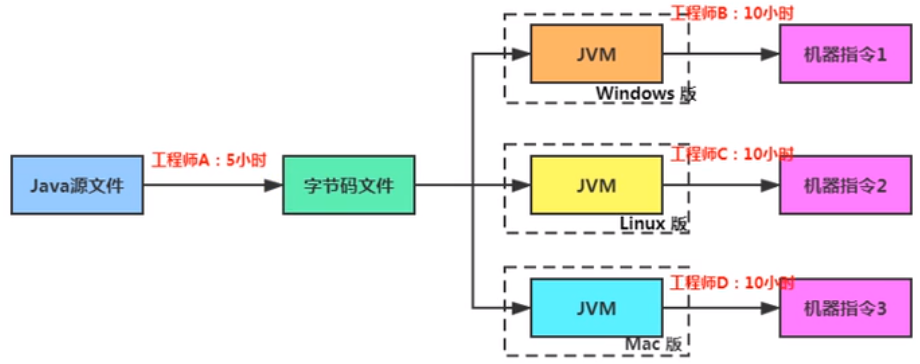 工程师B：10小时
JVM
机器指令1
Windows 版
工程师A：5小时
Java源文件
字节码文件
工程师C：10小时
JVM
机器指令2
Linux 版
工程师D：10小时
JVM
机器指令3
Mac 版